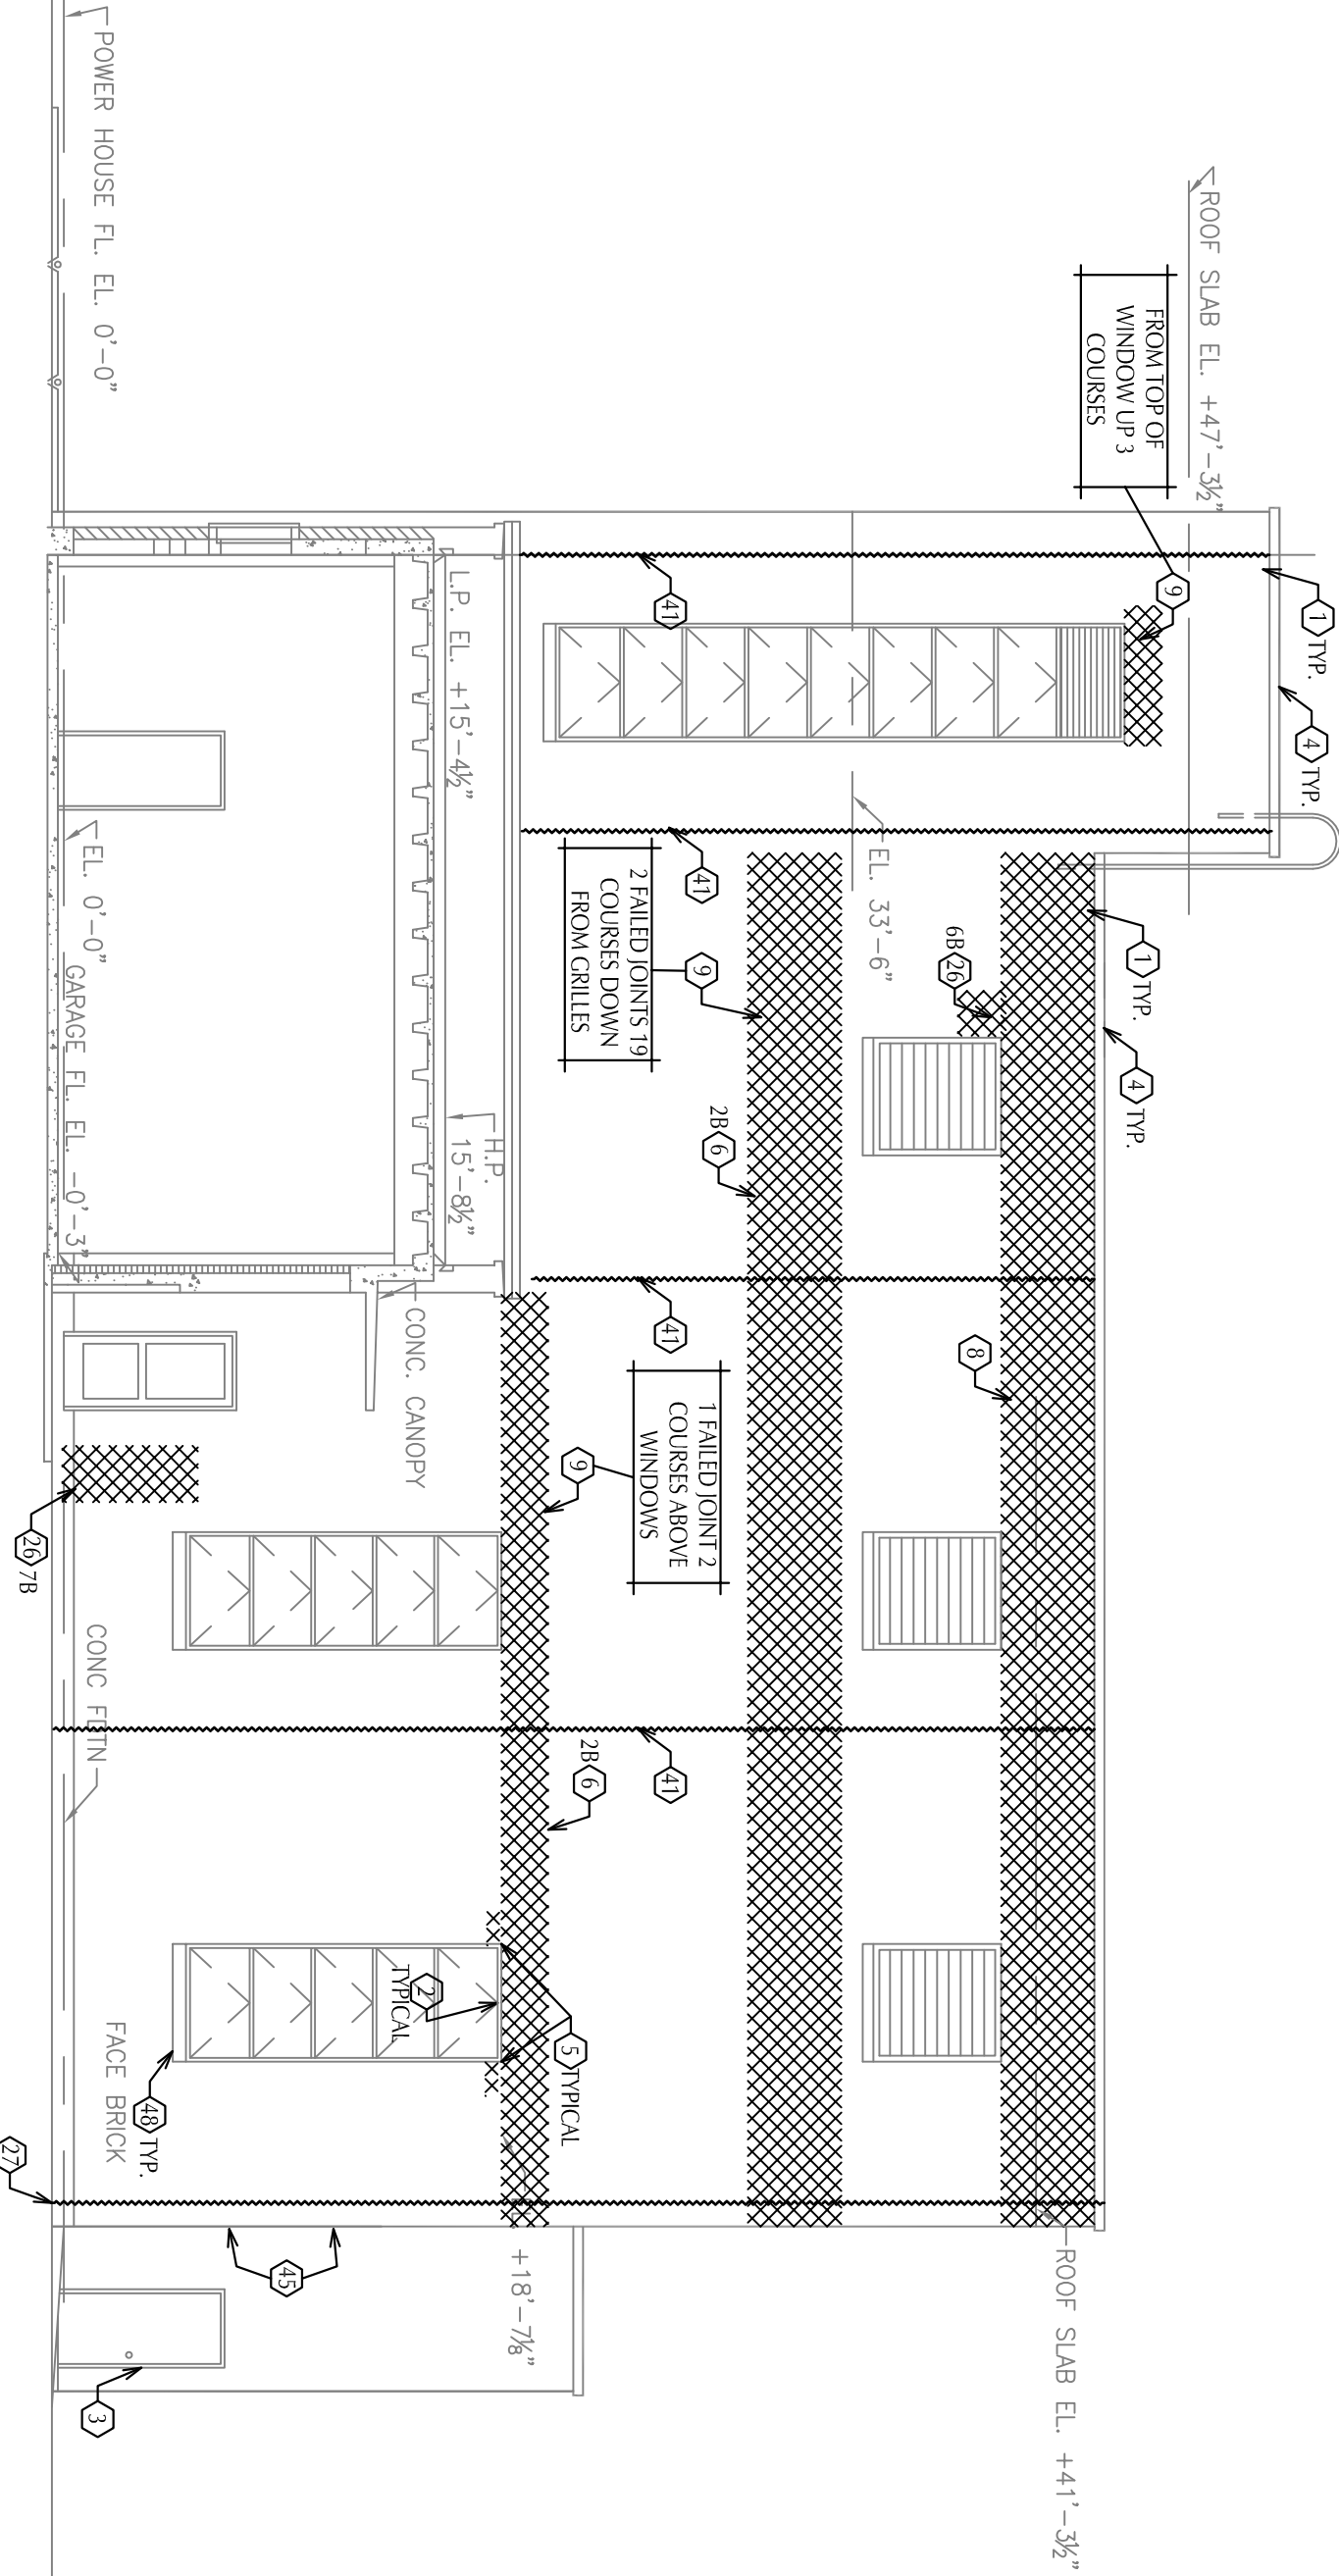 ROOF SLAB EL. +47'-3½"
1 TYP.
4 TYP.
FROM TOP OF
WINDOW UP 3
COURSES
9
41
1 TYP.
4 TYP.
EL. 33'-6"
41
6B 26
9
2 FAILED JOINTS 19
COURSES DOWN
FROM GRILLES
2B 6
41
8
1 FAILED JOINT 2
COURSES ABOVE
WINDOWS
9
41
2B 6
ROOF SLAB EL. +41'-3½"
5 TYPICAL
2
TYPICAL
EL. +18'-7⅛"
L.P. EL. +15'-4½"
H.P.
15'-8½"
CONC. CANOPY
POWER HOUSE FL. EL. 0'-0"
EL. 0'-0"
GARAGE FL. EL. -0'-3"
26 7B
CONC FDTN
FACE BRICK
48 TYP.
27
45
3